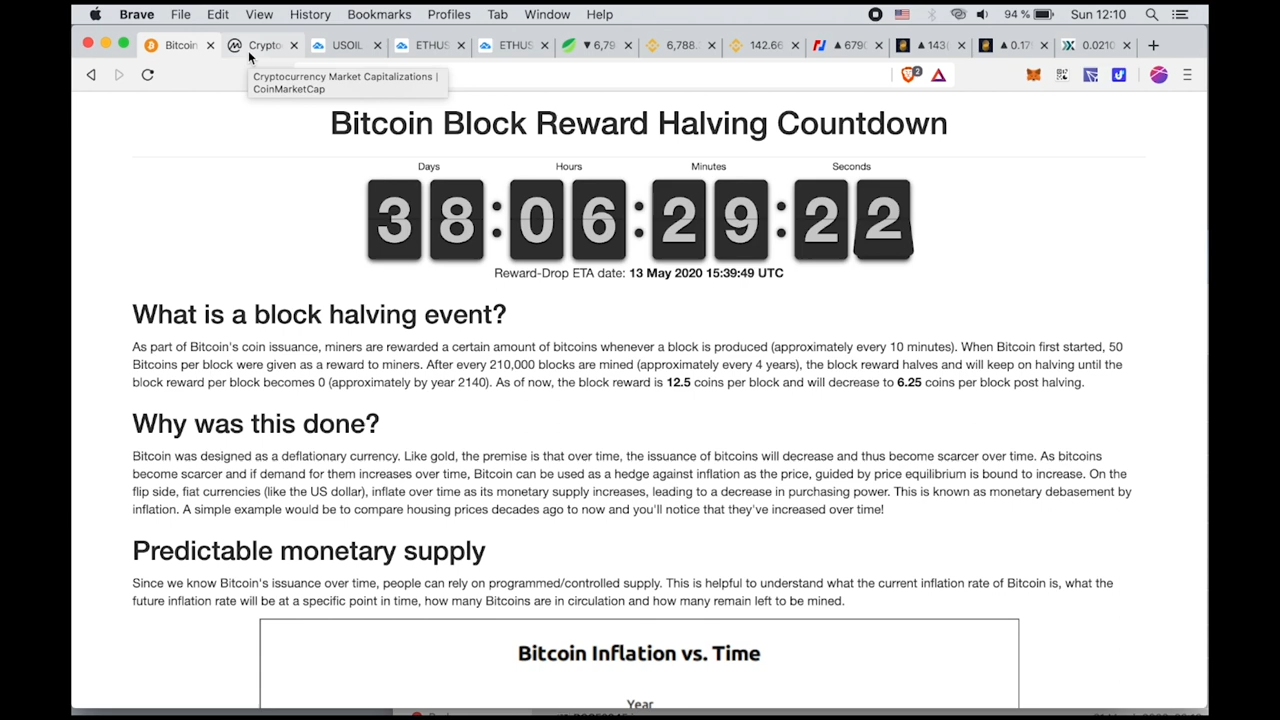 Brave File Edit View History Bookmarks Profiles Tab Window Help 94 % Sun 12:10
Bitcoin Crypto USOIL ETHUS ETHUS ▼ 6,79 6,788. 142.66 ▲ 679( ▲ 143( ▲ 0.17 0.0210
2
Cryptocurrency Market Capitalizations |
CoinMarketCap
Bitcoin Block Reward Halving Countdown
Days Hours Minutes Seconds
38:06:29:22
Reward-Drop ETA date: 13 May 2020 15:39:49 UTC
What is a block halving event?
As part of Bitcoin's coin issuance, miners are rewarded a certain amount of bitcoins whenever a block is produced (approximately every 10 minutes). When Bitcoin first started, 50
Bitcoins per block were given as a reward to miners. After every 210,000 blocks are mined (approximately every 4 years), the block reward halves and will keep on halving until the
block reward per block becomes 0 (approximately by year 2140). As of now, the block reward is 12.5 coins per block and will decrease to 6.25 coins per block post halving.
Why was this done?
Bitcoin was designed as a deflationary currency. Like gold, the premise is that over time, the issuance of bitcoins will decrease and thus become scarcer over time. As bitcoins
become scarcer and if demand for them increases over time, Bitcoin can be used as a hedge against inflation as the price, guided by price equilibrium is bound to increase. On the
flip side, fiat currencies (like the US dollar), inflate over time as its monetary supply increases, leading to a decrease in purchasing power. This is known as monetary debasement by
inflation. A simple example would be to compare housing prices decades ago to now and you'll notice that they've increased over time!
Predictable monetary supply
Since we know Bitcoin's issuance over time, people can rely on programmed/controlled supply. This is helpful to understand what the current inflation rate of Bitcoin is, what the
future inflation rate will be at a specific point in time, how many Bitcoins are in circulation and how many remain left to be mined.
Bitcoin Inflation vs. Time
Year